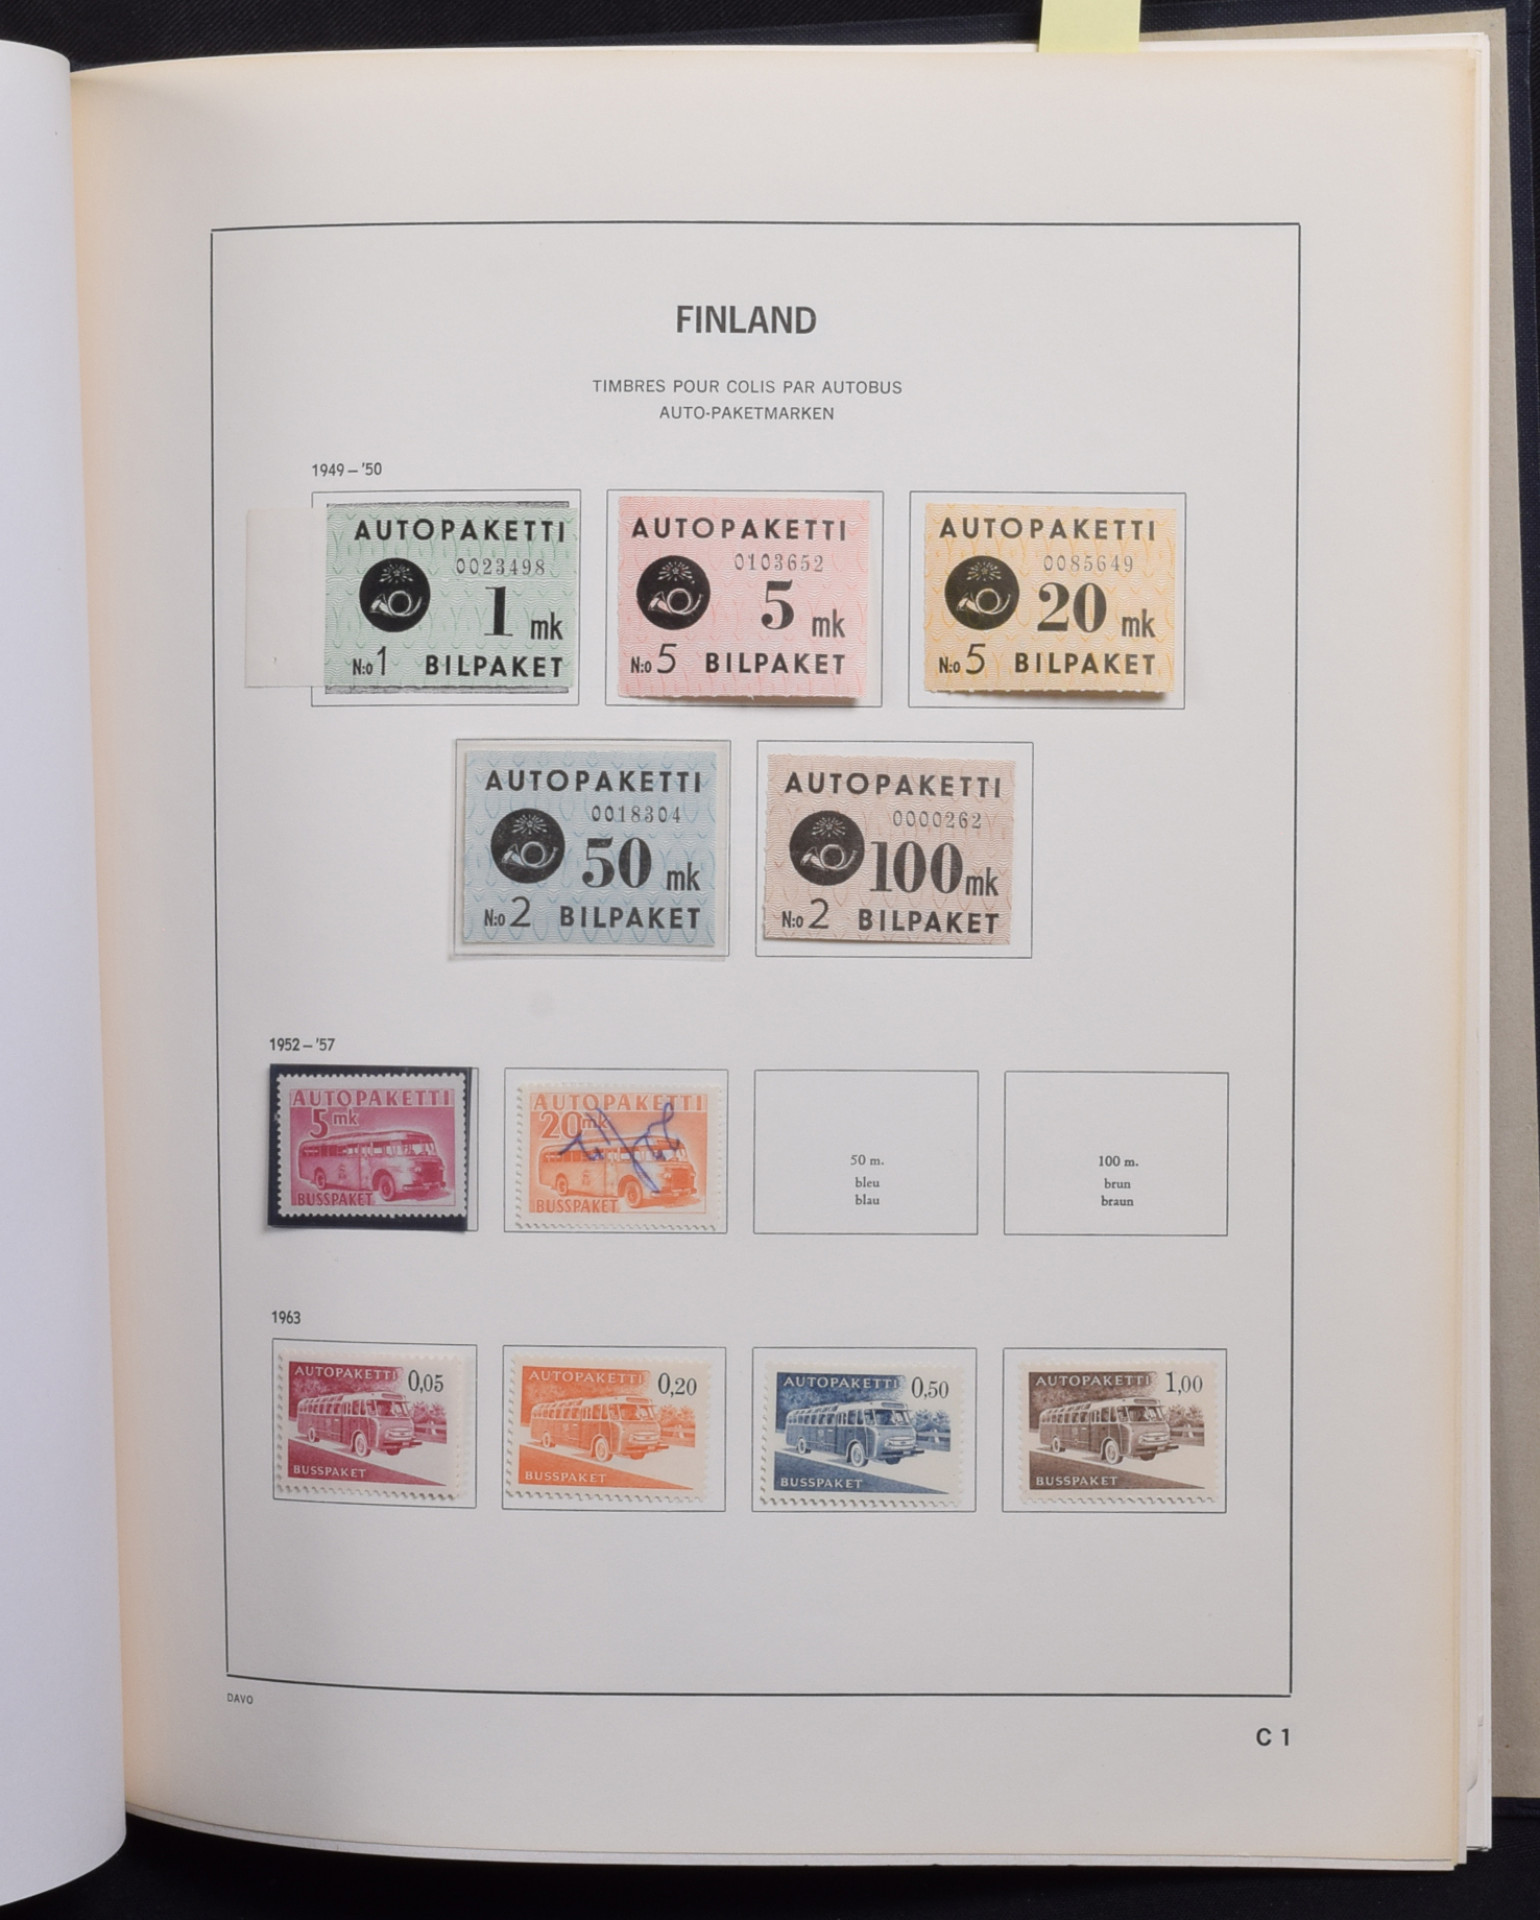 FINLAND
TIMBRES POUR COLIS PAR AUTOBUS
AUTO-PAKETMARKEN
1949 – '50
AUTOPAKETTI
0023498
1 mk
N:o 1 BILPAKET
AUTOPAKETTI
0103652
5 mk
N:o 5 BILPAKET
AUTOPAKETTI
0085649
20 mk
N:o 5 BILPAKET
AUTOPAKETTI
0018304
50 mk
N:o 2 BILPAKET
AUTOPAKETTI
0000262
100 mk
N:o 2 BILPAKET
1952 – '57
AUTOPAKETTI
5 mk
BUSSPAKET
AUTOPAKETTI
20 mk
BUSSPAKET
50 m.
bleu
blau
100 m.
brun
braun
1963
AUTOPAKETTI 0,05
BUSSPAKET
AUTOPAKETTI 0,20
BUSSPAKET
AUTOPAKETTI 0,50
BUSSPAKET
AUTOPAKETTI 1,00
BUSSPAKET
DAVO
C 1